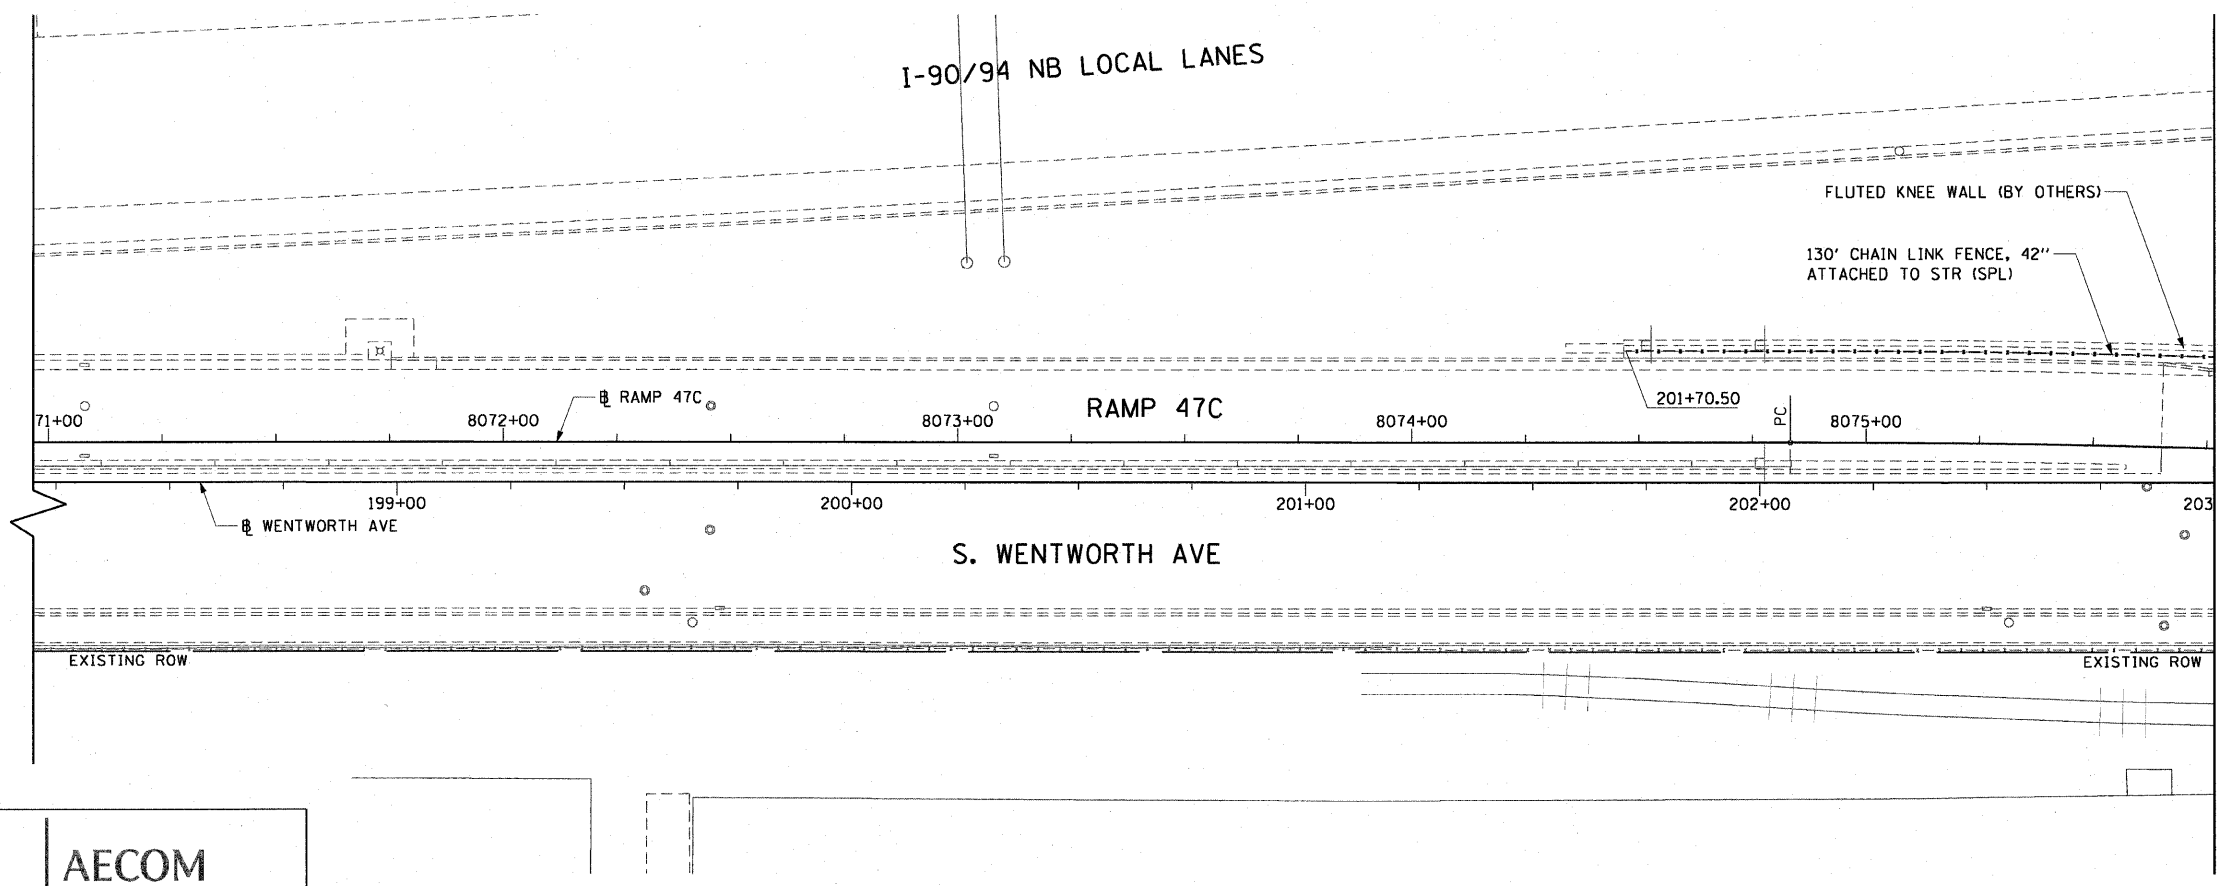 I-90/94 NB LOCAL LANES
FLUTED KNEE WALL (BY OTHERS)
130' CHAIN LINK FENCE, 42"
ATTACHED TO STR (SPL)
201+70.50
PC
℄ RAMP 47C
RAMP 47C
71+00
8072+00
8073+00
8074+00
8075+00
199+00
200+00
201+00
202+00
203
℄ WENTWORTH AVE
S. WENTWORTH AVE
EXISTING ROW
EXISTING ROW
AECOM